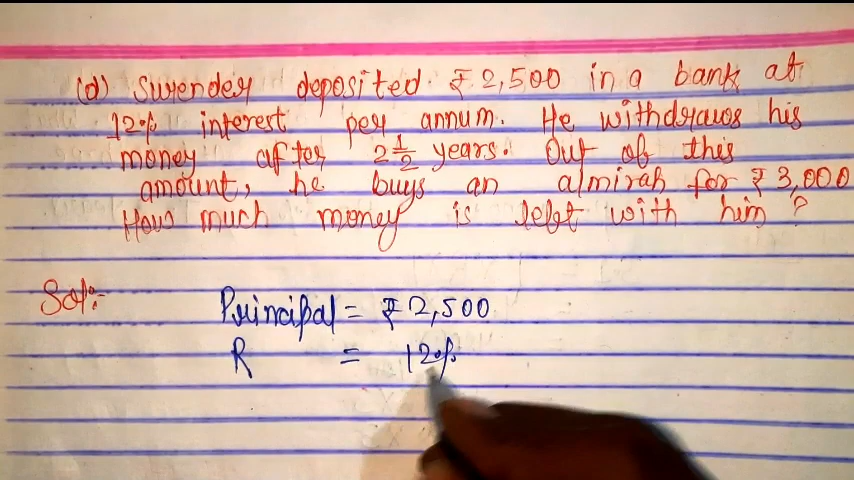 (d) Surender deposited ₹2,500 in a bank at
12% interest per annum. He withdraws his
money after 2 1/2 years. Out of this
amount, he buys an almirah for ₹3,000
How much money is left with him?
Sol:-
Principal = ₹2,500
R = 12%